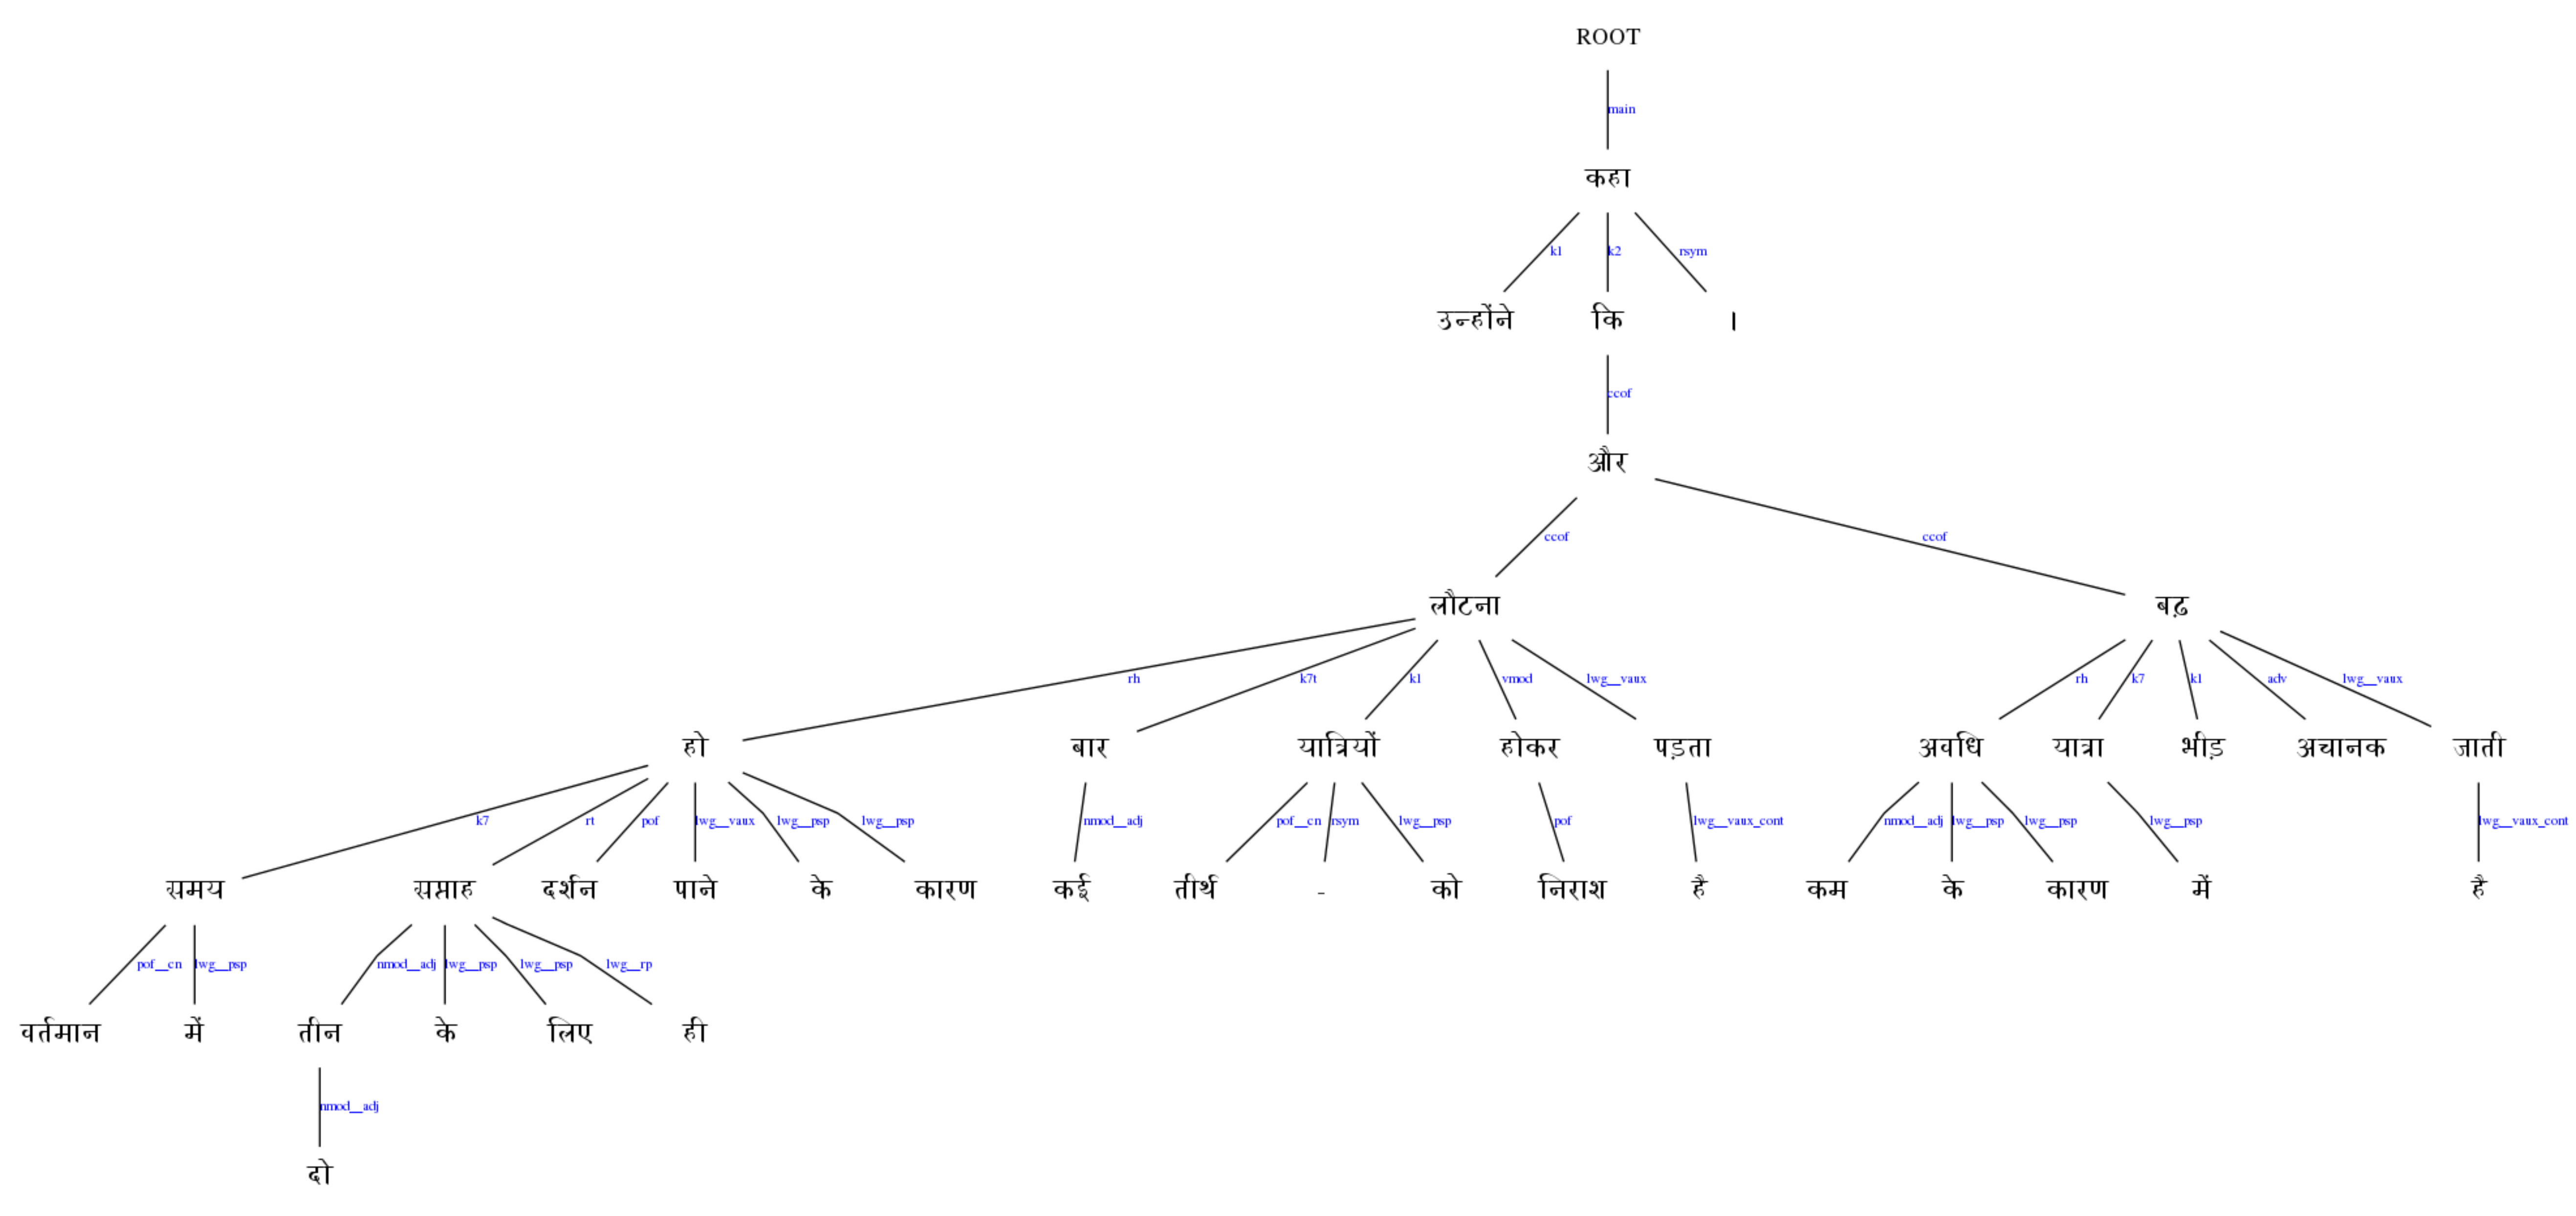 ROOT
main
कहा
k1 k2 rsym
उन्होंने कि ।
ccof
और
ccof ccof
लौटना बढ़
rh k7t k1 vmod lwg__vaux rh k7 k1 adv lwg__vaux
हो बार यात्रियों होकर पड़ता अवधि यात्रा भीड़ अचानक जाती
k7 rt pof lwg__vaux lwg__psp lwg__psp nmod__adj pof__cn rsym lwg__psp pof lwg__vaux_cont nmod__adj lwg__psp lwg__psp lwg__psp lwg__vaux_cont
समय सप्ताह दर्शन पाने के कारण कई तीर्थ - को निराश है कम के कारण में है
pof__cn lwg__psp nmod__adj lwg__psp lwg__psp lwg__rp
वर्तमान में तीन के लिए ही
nmod__adj
दो